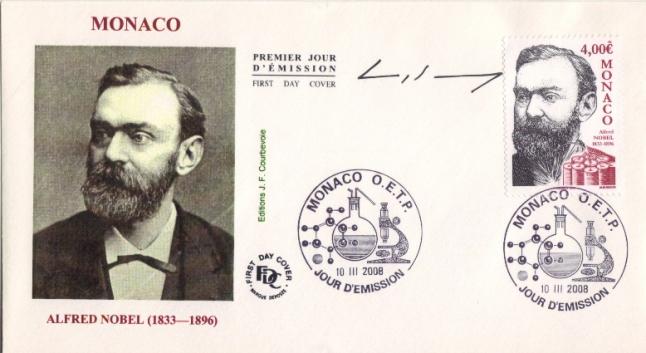 MONACO
PREMIER JOUR
D'ÉMISSION
FIRST DAY COVER
4,00€
MONACO
Alfred
NOBEL
1833-1896
Editions J. F. Courbevoie
MONACO O.E.T.P.
10 III 2008
JOUR D'EMISSION
MONACO O.E.T.P.
10 III 2008
JOUR D'EMISSION
FIRST DAY COVER
FDC
ALFRED NOBEL (1833—1896)